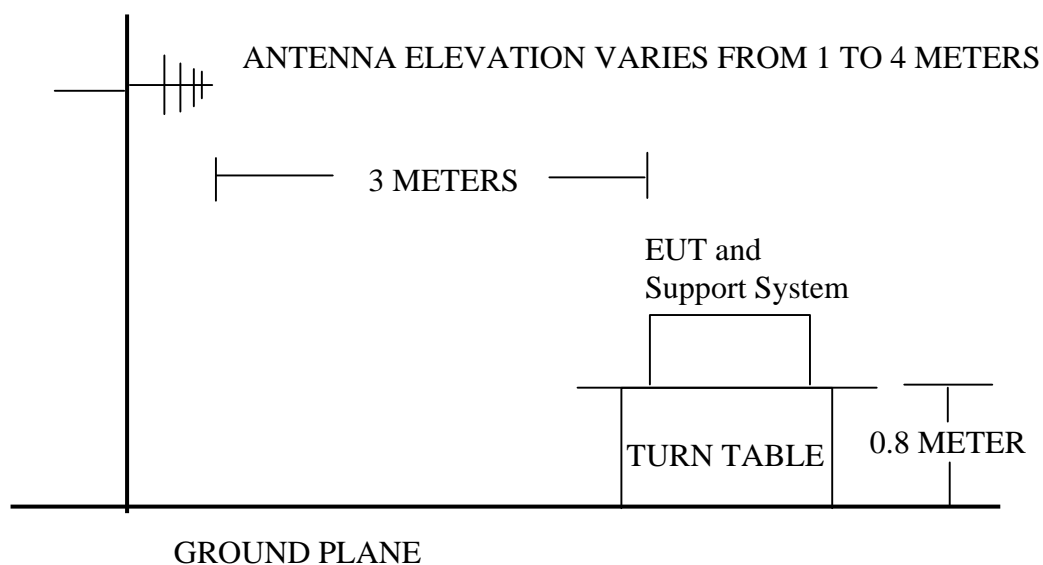 ANTENNA ELEVATION VARIES FROM 1 TO 4 METERS
3 METERS
EUT and
Support System
TURN TABLE
0.8 METER
GROUND PLANE